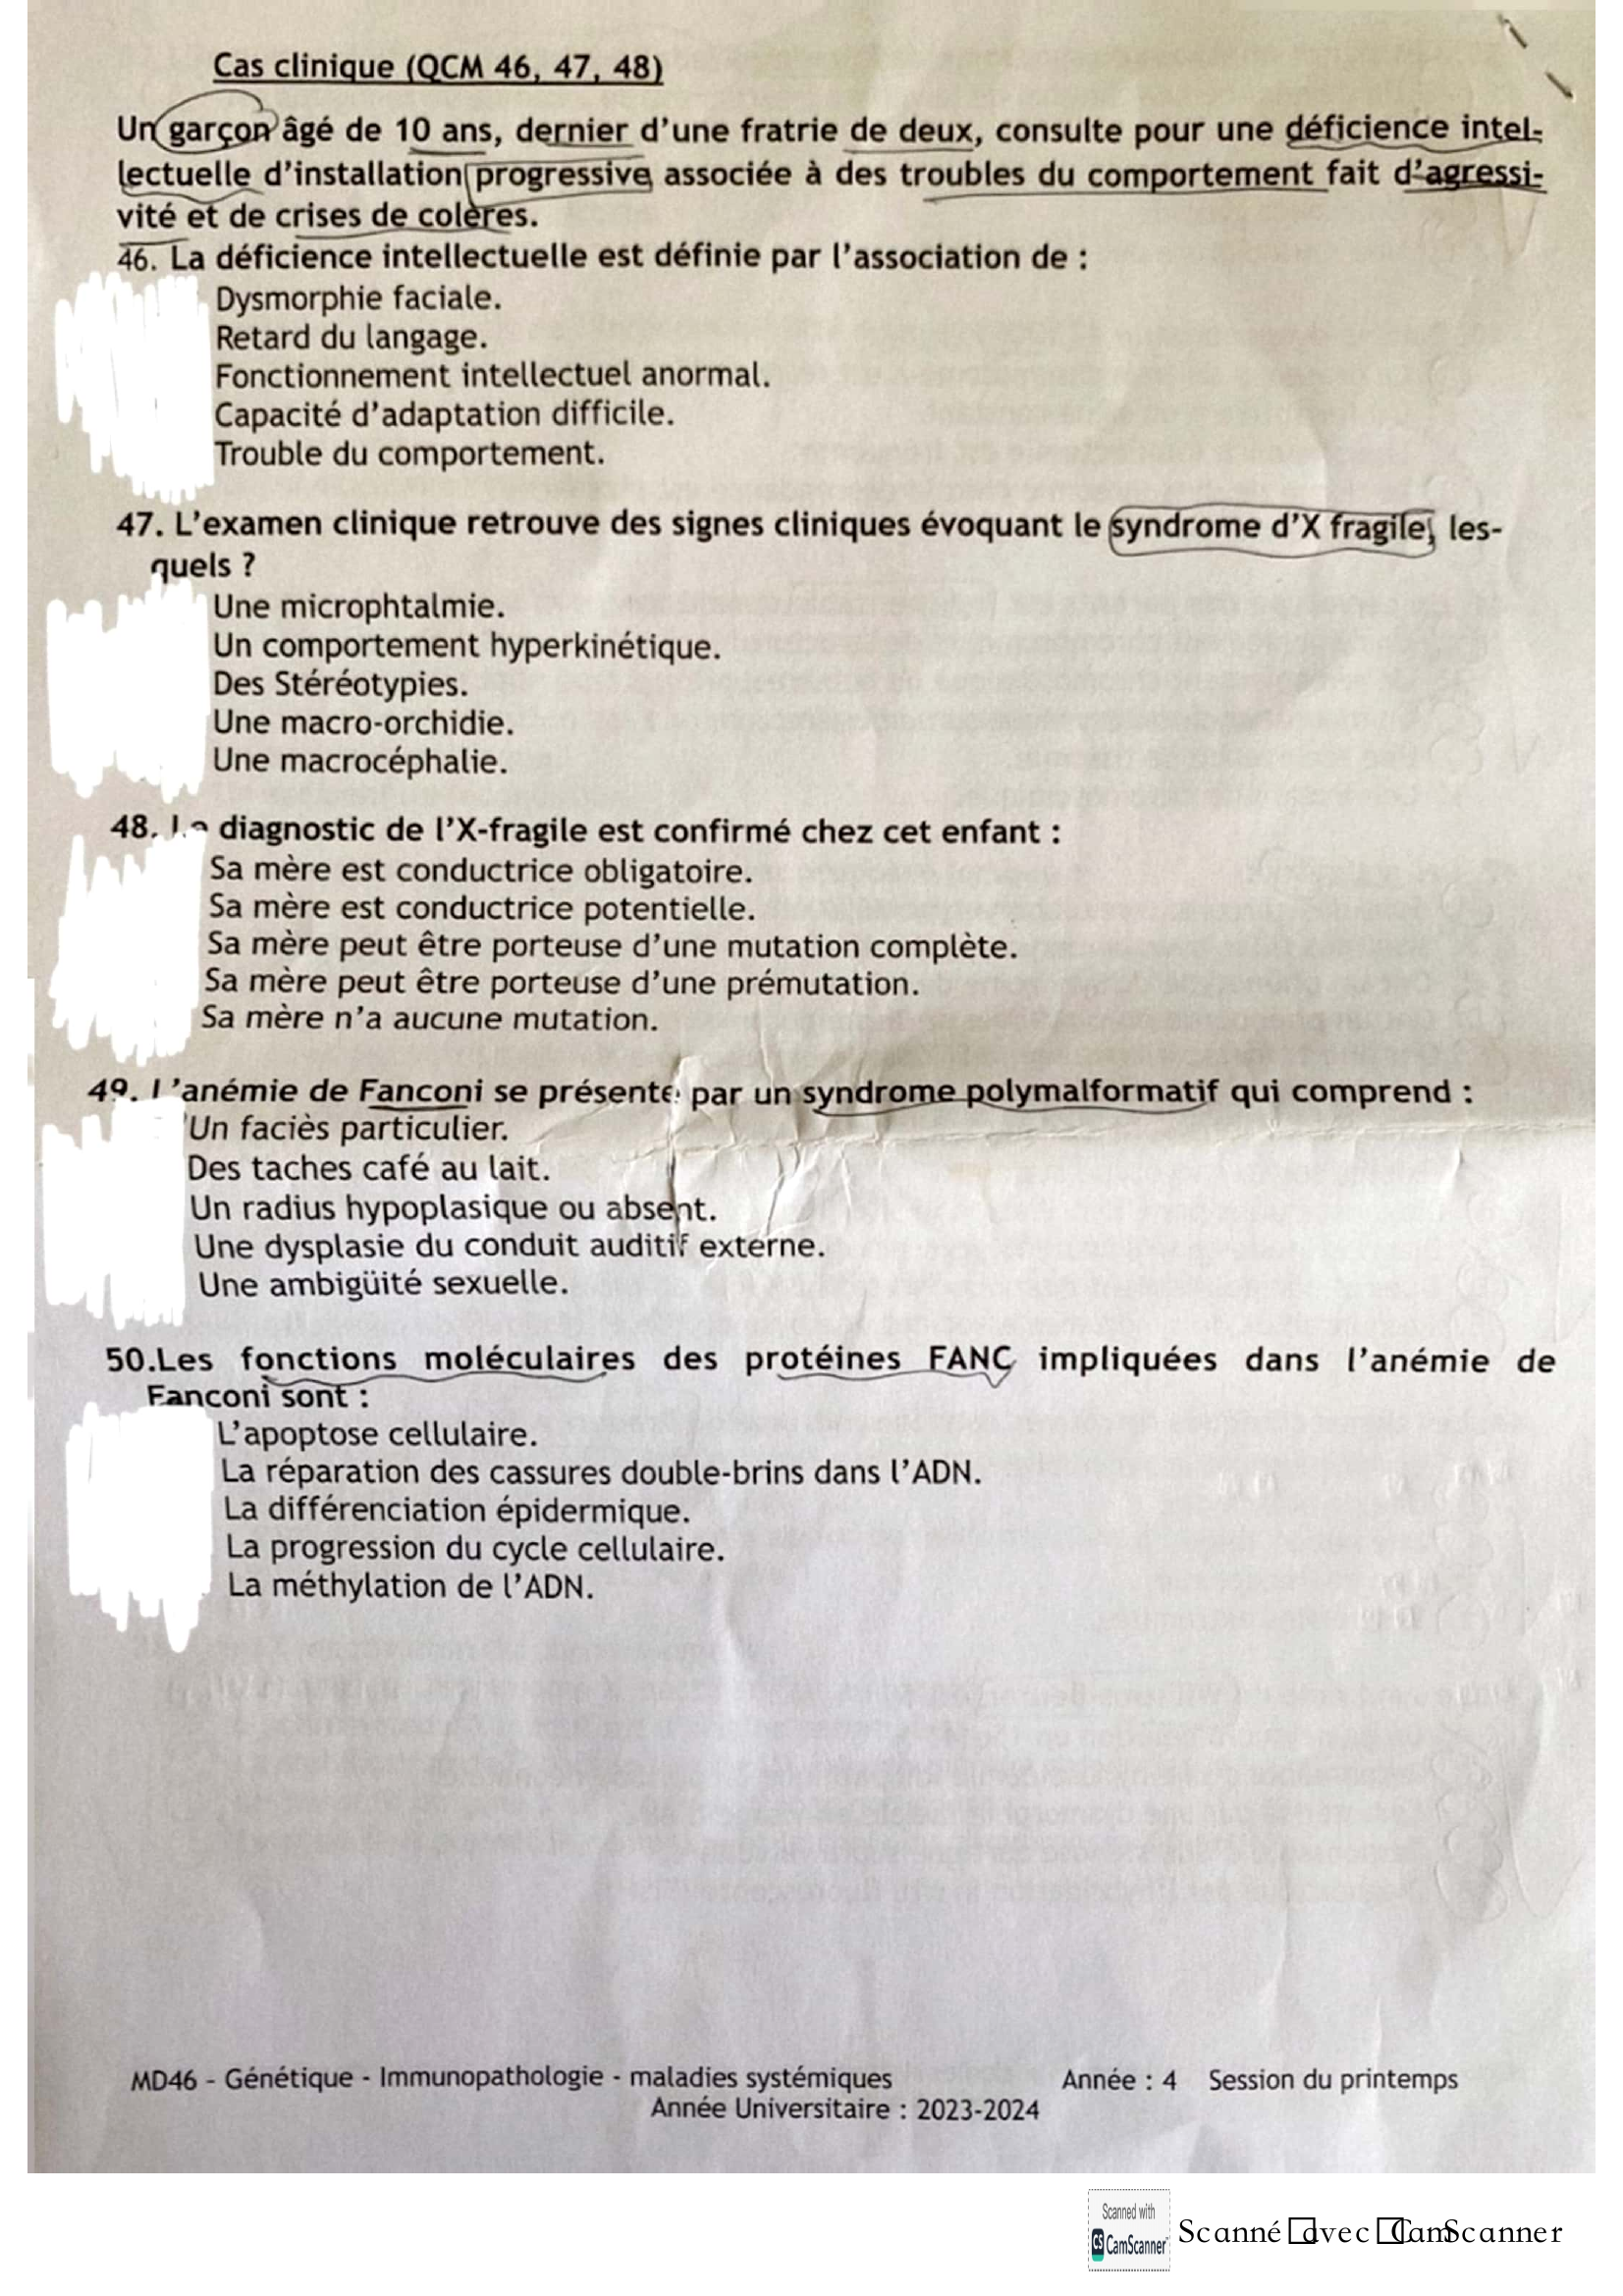 Cas clinique (QCM 46, 47, 48)
Un garçon âgé de 10 ans, dernier d'une fratrie de deux, consulte pour une déficience intel-
lectuelle d'installation progressive associée à des troubles du comportement fait d'agressi-
vité et de crises de colères.
46. La déficience intellectuelle est définie par l'association de :
Dysmorphie faciale.
Retard du langage.
Fonctionnement intellectuel anormal.
Capacité d'adaptation difficile.
Trouble du comportement.
47. L'examen clinique retrouve des signes cliniques évoquant le syndrome d'X fragile, les-
quels ?
Une microphtalmie.
Un comportement hyperkinétique.
Des Stéréotypies.
Une macro-orchidie.
Une macrocéphalie.
48. Le diagnostic de l'X-fragile est confirmé chez cet enfant :
Sa mère est conductrice obligatoire.
Sa mère est conductrice potentielle.
Sa mère peut être porteuse d'une mutation complète.
Sa mère peut être porteuse d'une prémutation.
Sa mère n'a aucune mutation.
49. L'anémie de Fanconi se présente par un syndrome polymalformatif qui comprend :
Un faciès particulier.
Des taches café au lait.
Un radius hypoplasique ou absent.
Une dysplasie du conduit auditif externe.
Une ambigüité sexuelle.
50.Les fonctions moléculaires des protéines FANC impliquées dans l'anémie de
Fanconi sont :
L'apoptose cellulaire.
La réparation des cassures double-brins dans l'ADN.
La différenciation épidermique.
La progression du cycle cellulaire.
La méthylation de l'ADN.
MD46 - Génétique - Immunopathologie - maladies systémiques Année : 4 Session du printemps
Année Universitaire : 2023-2024
Scanned with
CS CamScanner
Scanné avec CamScanner